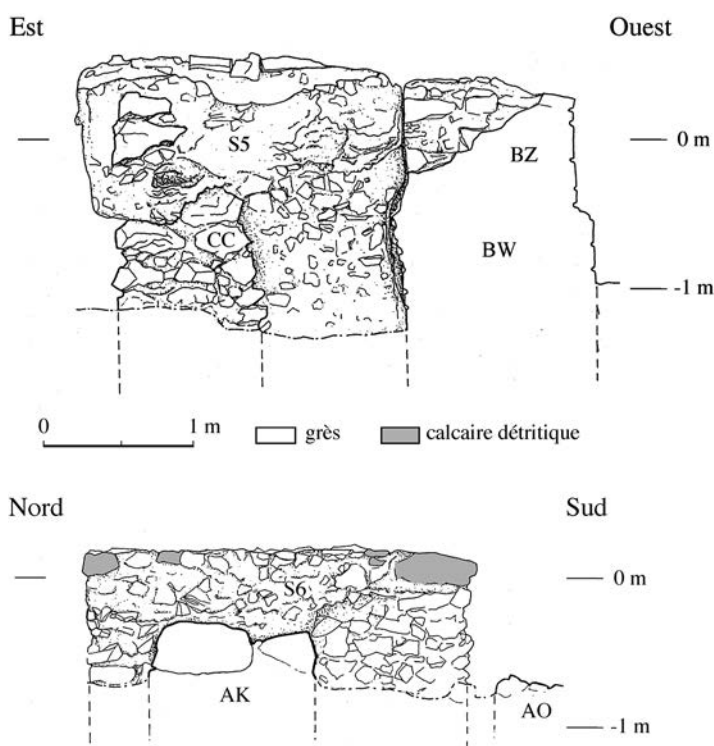 Est Ouest
S5 0 m
BZ
CC BW
-1 m
0 1 m grès calcaire détritique
Nord Sud
S6 0 m
AK AO
-1 m